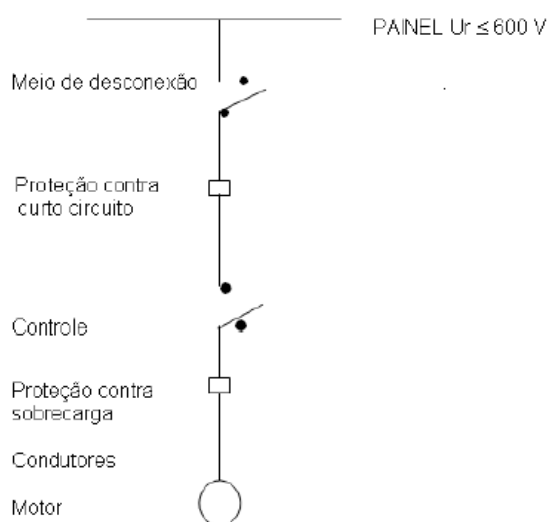 PAINEL Ur ≤ 600 V
Meio de desconexão
Proteção contra
curto circuito
Controle
Proteção contra
sobrecarga
Condutores
Motor